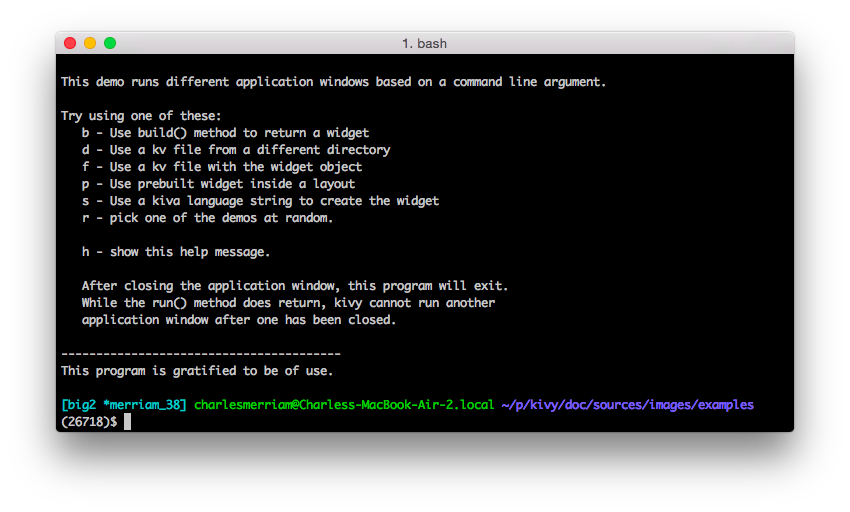 1. bash
This demo runs different application windows based on a command line argument.
Try using one of these:
b - Use build() method to return a widget
d - Use a kv file from a different directory
f - Use a kv file with the widget object
p - Use prebuilt widget inside a layout
s - Use a kiva language string to create the widget
r - pick one of the demos at random.
h - show this help message.
After closing the application window, this program will exit.
While the run() method does return, kivy cannot run another
application window after one has been closed.
----------------------------------------
This program is gratified to be of use.
[big2 *merriam_38] charlesmerriam@Charless-MacBook-Air-2.local ~/p/kivy/doc/sources/images/examples
(26718)$